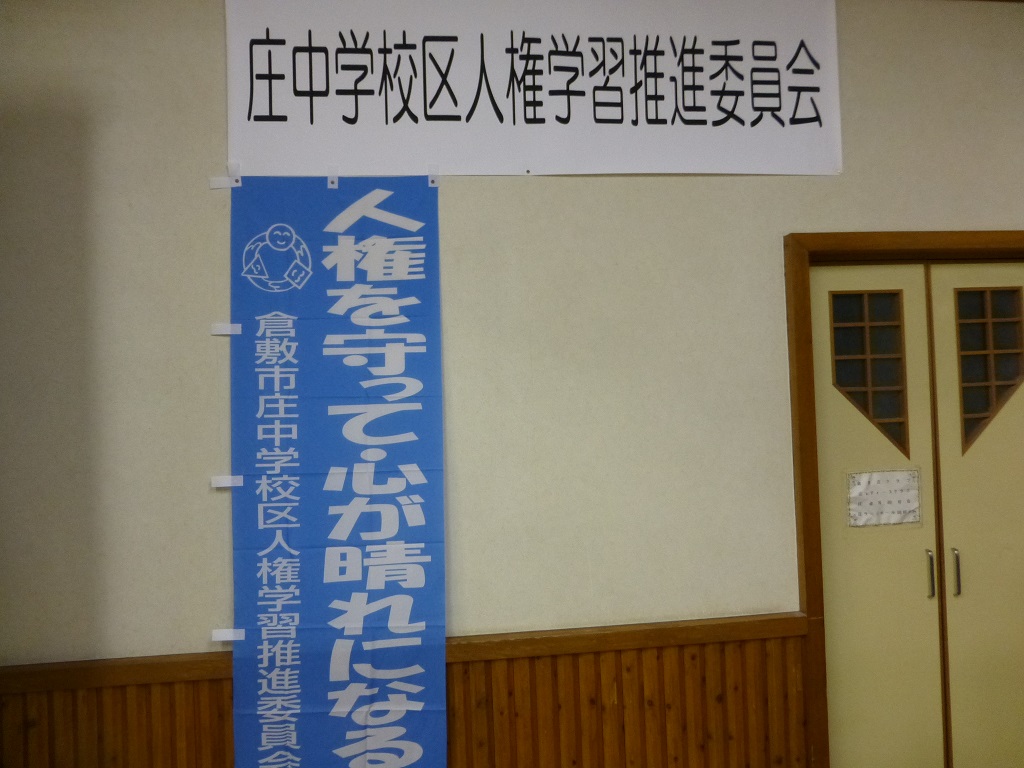 庄中学校区人権学習推進委員会
人権を守って・心が晴れになる
倉敷市庄中学校区人権学習推進委員会